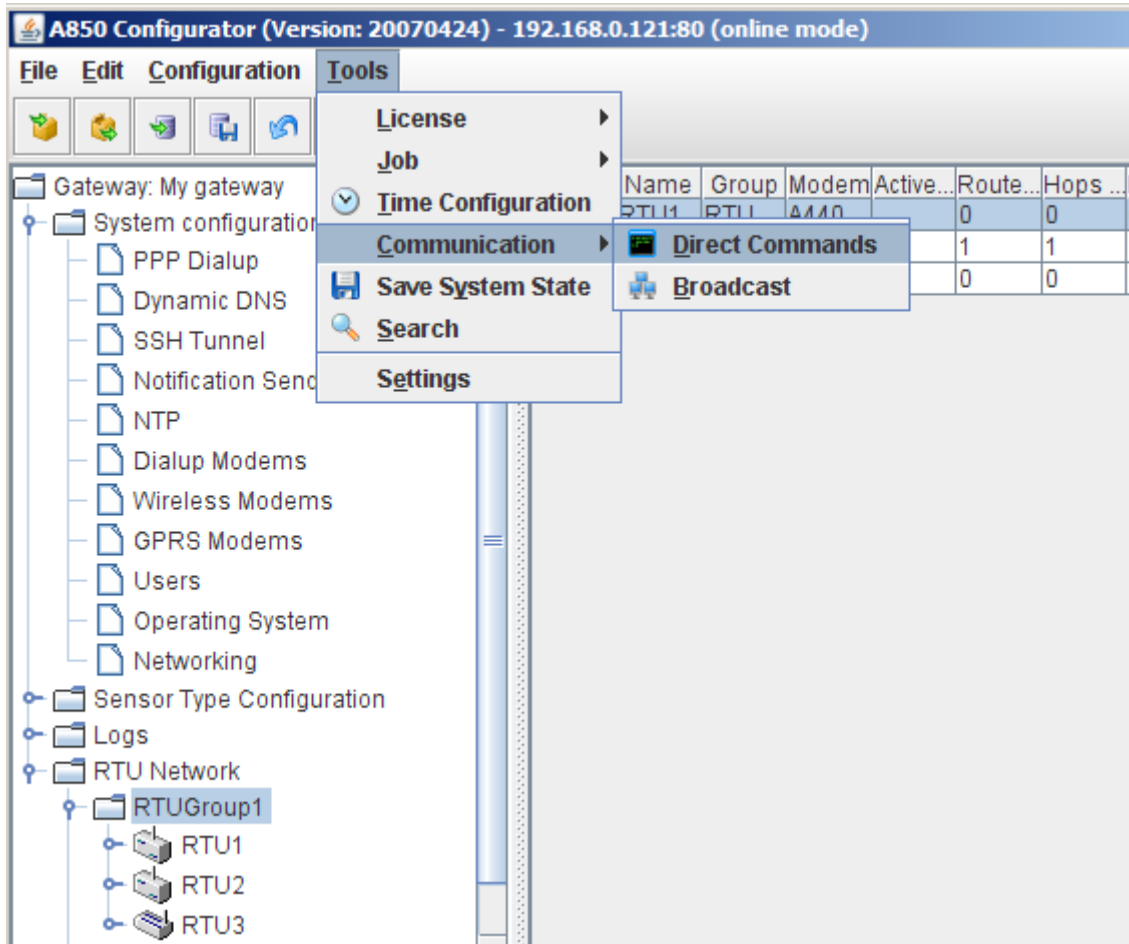 A850 Configurator (Version: 20070424) - 192.168.0.121:80 (online mode)
File Edit Configuration Tools
License
Job
Time Configuration
Communication
Save System State
Search
Settings
Direct Commands
Broadcast
Name Group Modem Active... Route... Hops ...
RTU1 RTU A440 0 0
1 1
0 0
Gateway: My gateway
System configuration
PPP Dialup
Dynamic DNS
SSH Tunnel
Notification Send
NTP
Dialup Modems
Wireless Modems
GPRS Modems
Users
Operating System
Networking
Sensor Type Configuration
Logs
RTU Network
RTUGroup1
RTU1
RTU2
RTU3